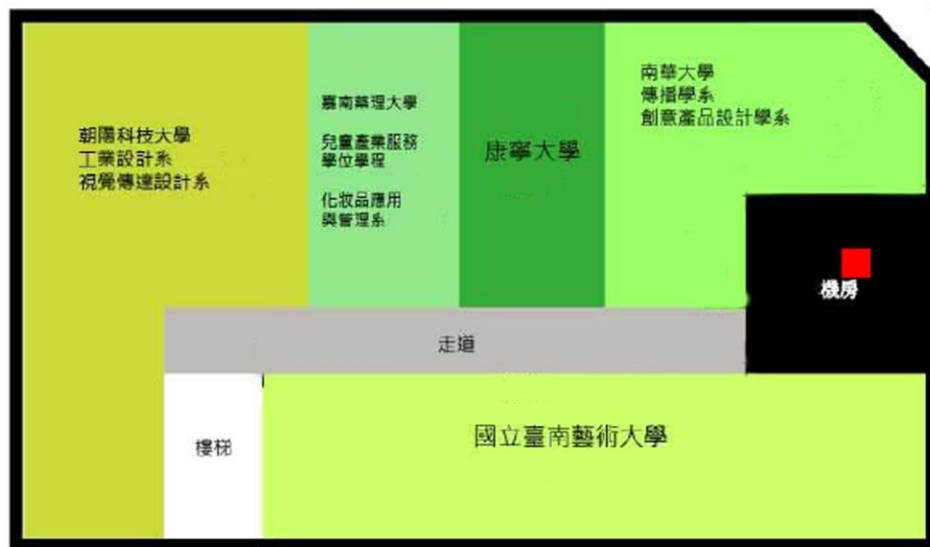 朝陽科技大學
工業設計系
視覺傳達設計系
嘉南藥理大學
兒童產業服務
學位學程
化妝品應用
與管理系
康寧大學
南華大學
傳播學系
創意產品設計學系
機房
走道
樓梯
國立臺南藝術大學